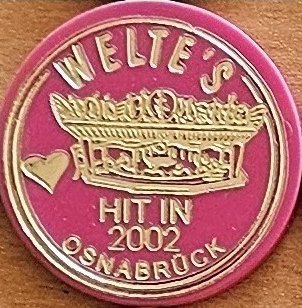 WELTE'S
HIT IN
2002
OSNABRÜCK